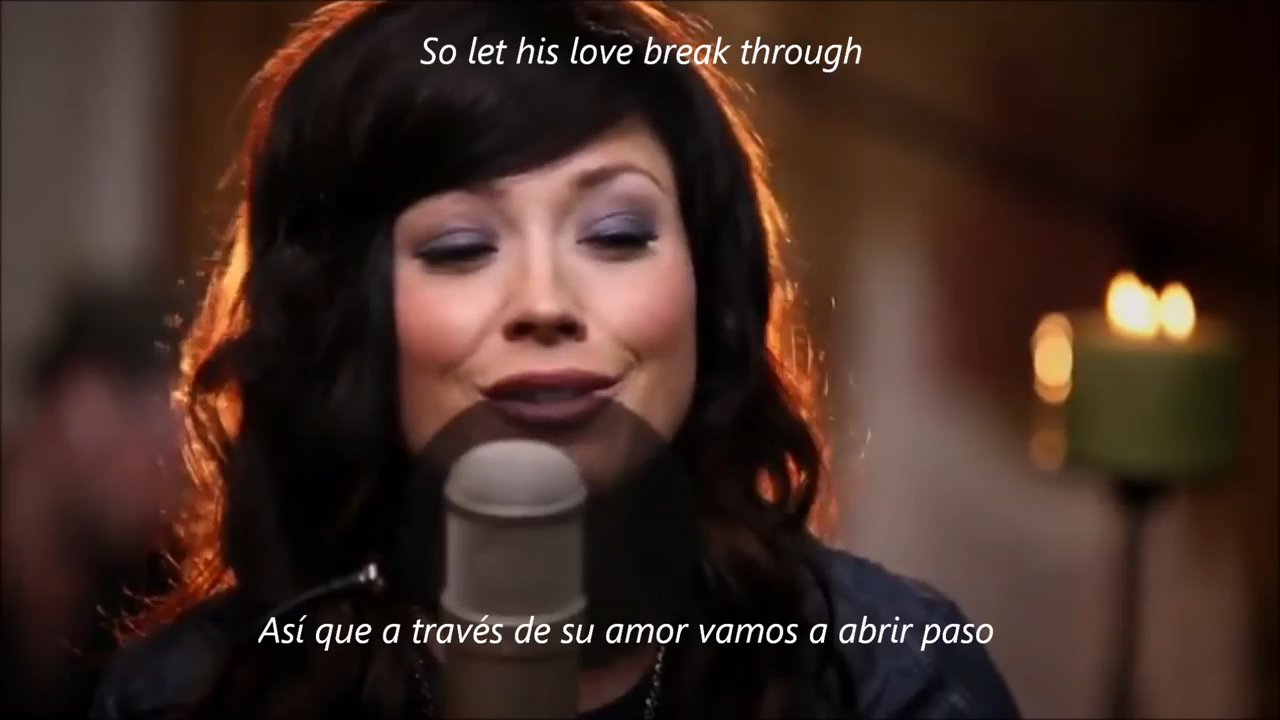 So let his love break through
Así que a través de su amor vamos a abrir paso